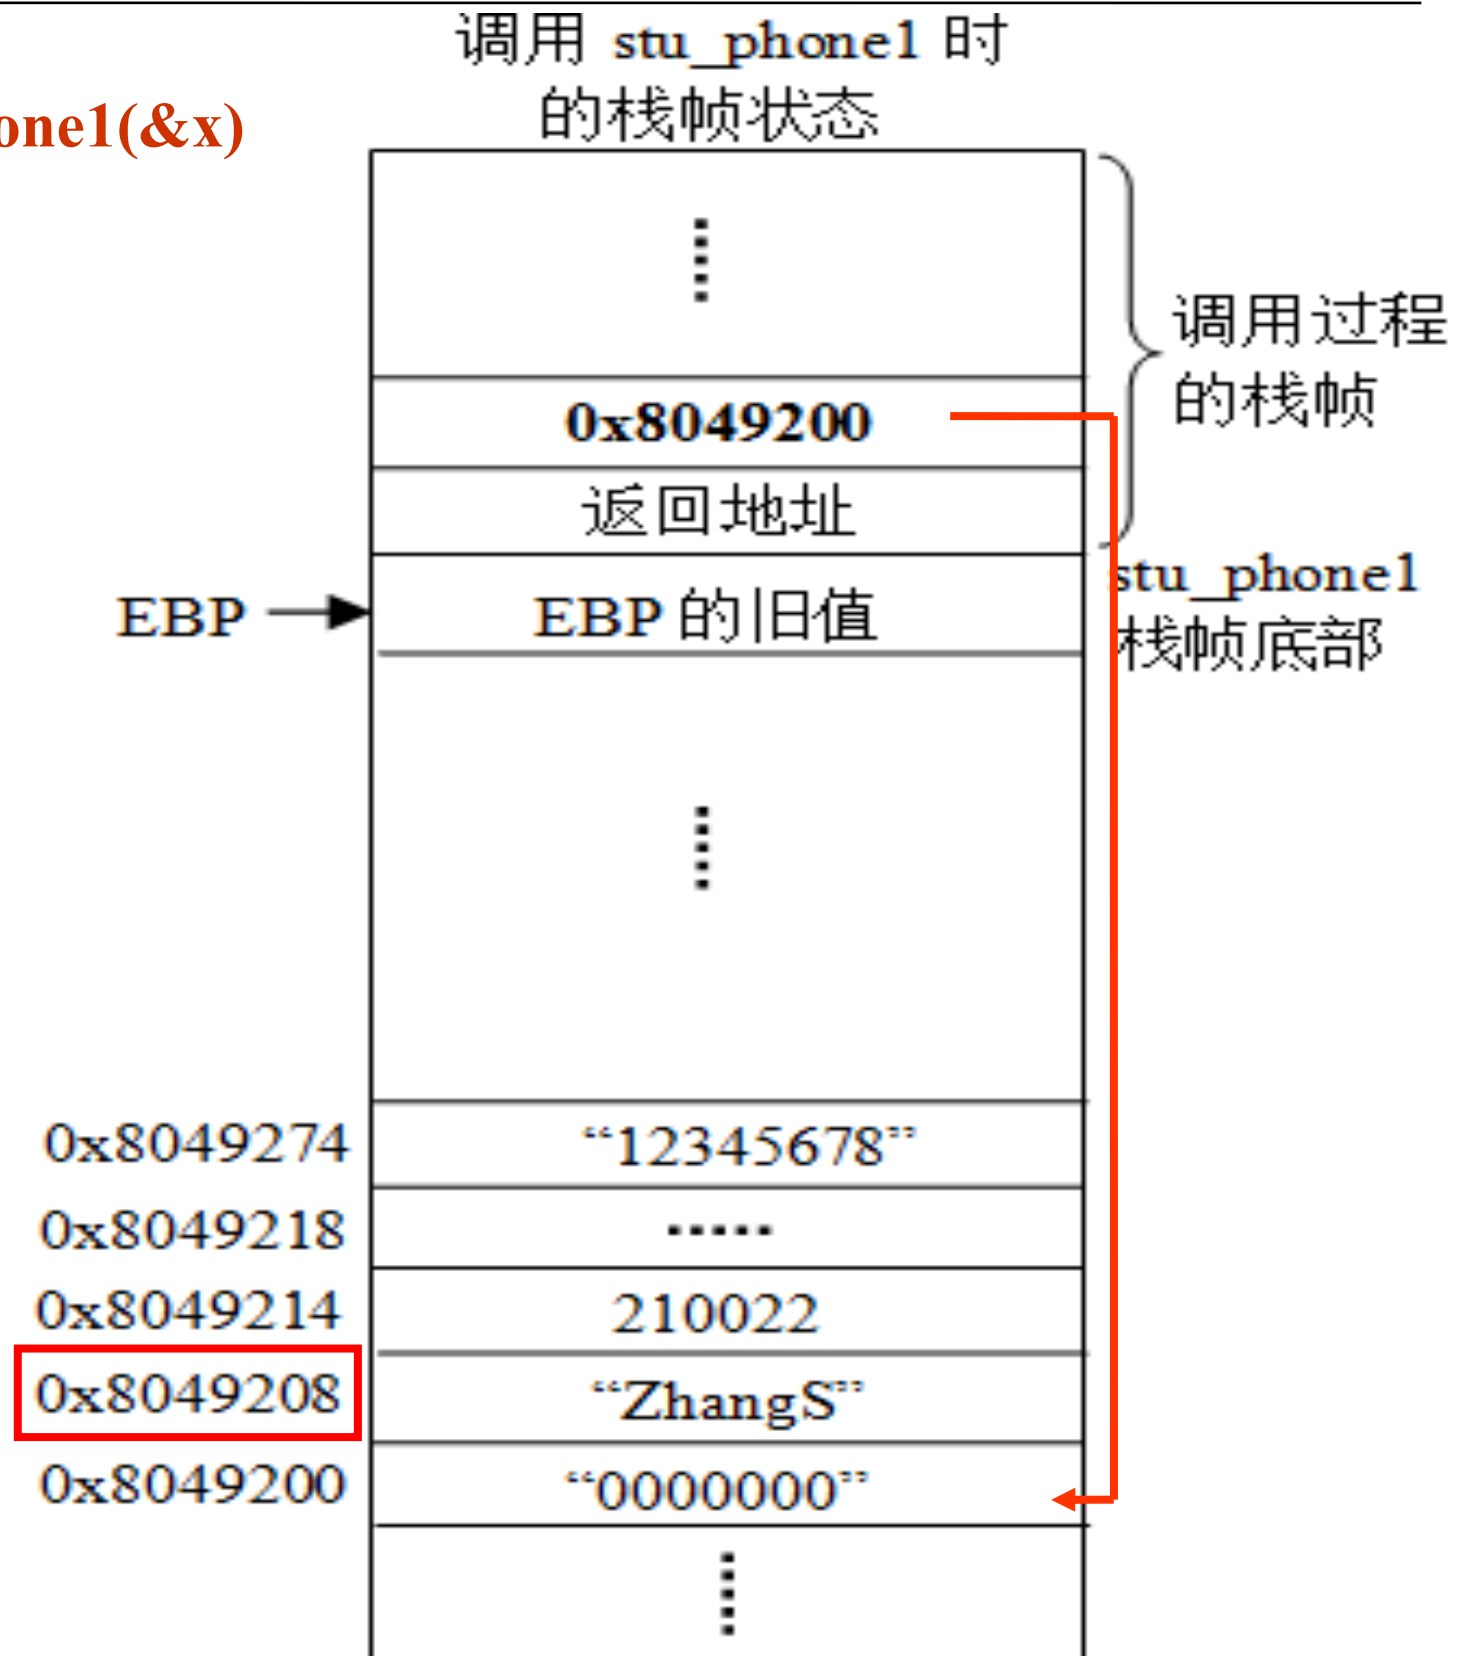 调用 stu_phone1 时
的栈帧状态
one1(&x)
0x8049200
调用过程
的栈帧
返回地址
EBP
EBP 的旧值
stu_phone1
栈帧底部
0x8049274
“12345678”
0x8049218
0x8049214
210022
0x8049208
“ZhangS”
0x8049200
“0000000”